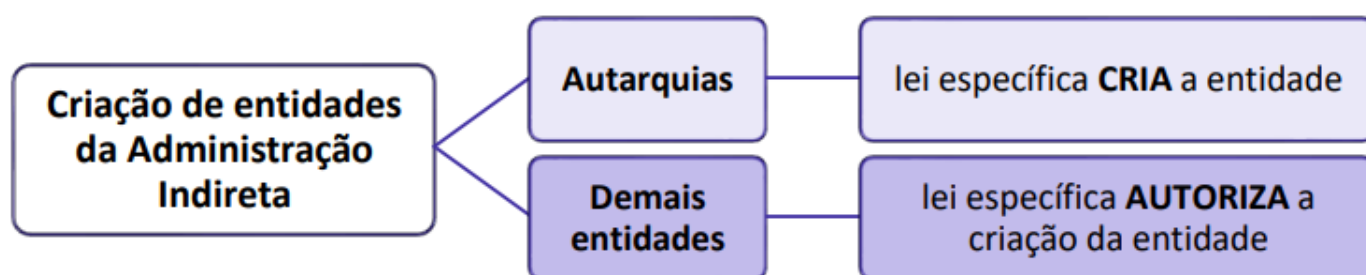 Criação de entidades
da Administração
Indireta
Autarquias
lei específica CRIA a entidade
Demais
entidades
lei específica AUTORIZA a
criação da entidade